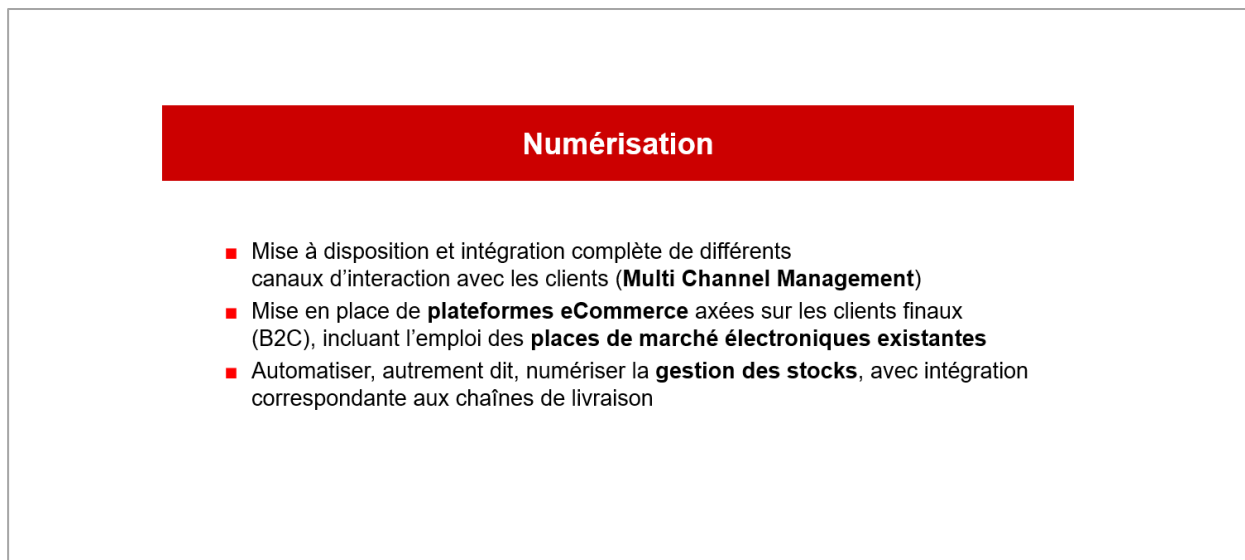 Numérisation
Mise à disposition et intégration complète de différents
canaux d’interaction avec les clients (Multi Channel Management)
Mise en place de plateformes eCommerce axées sur les clients finaux
(B2C), incluant l’emploi des places de marché électroniques existantes
Automatiser, autrement dit, numériser la gestion des stocks, avec intégration
correspondante aux chaînes de livraison